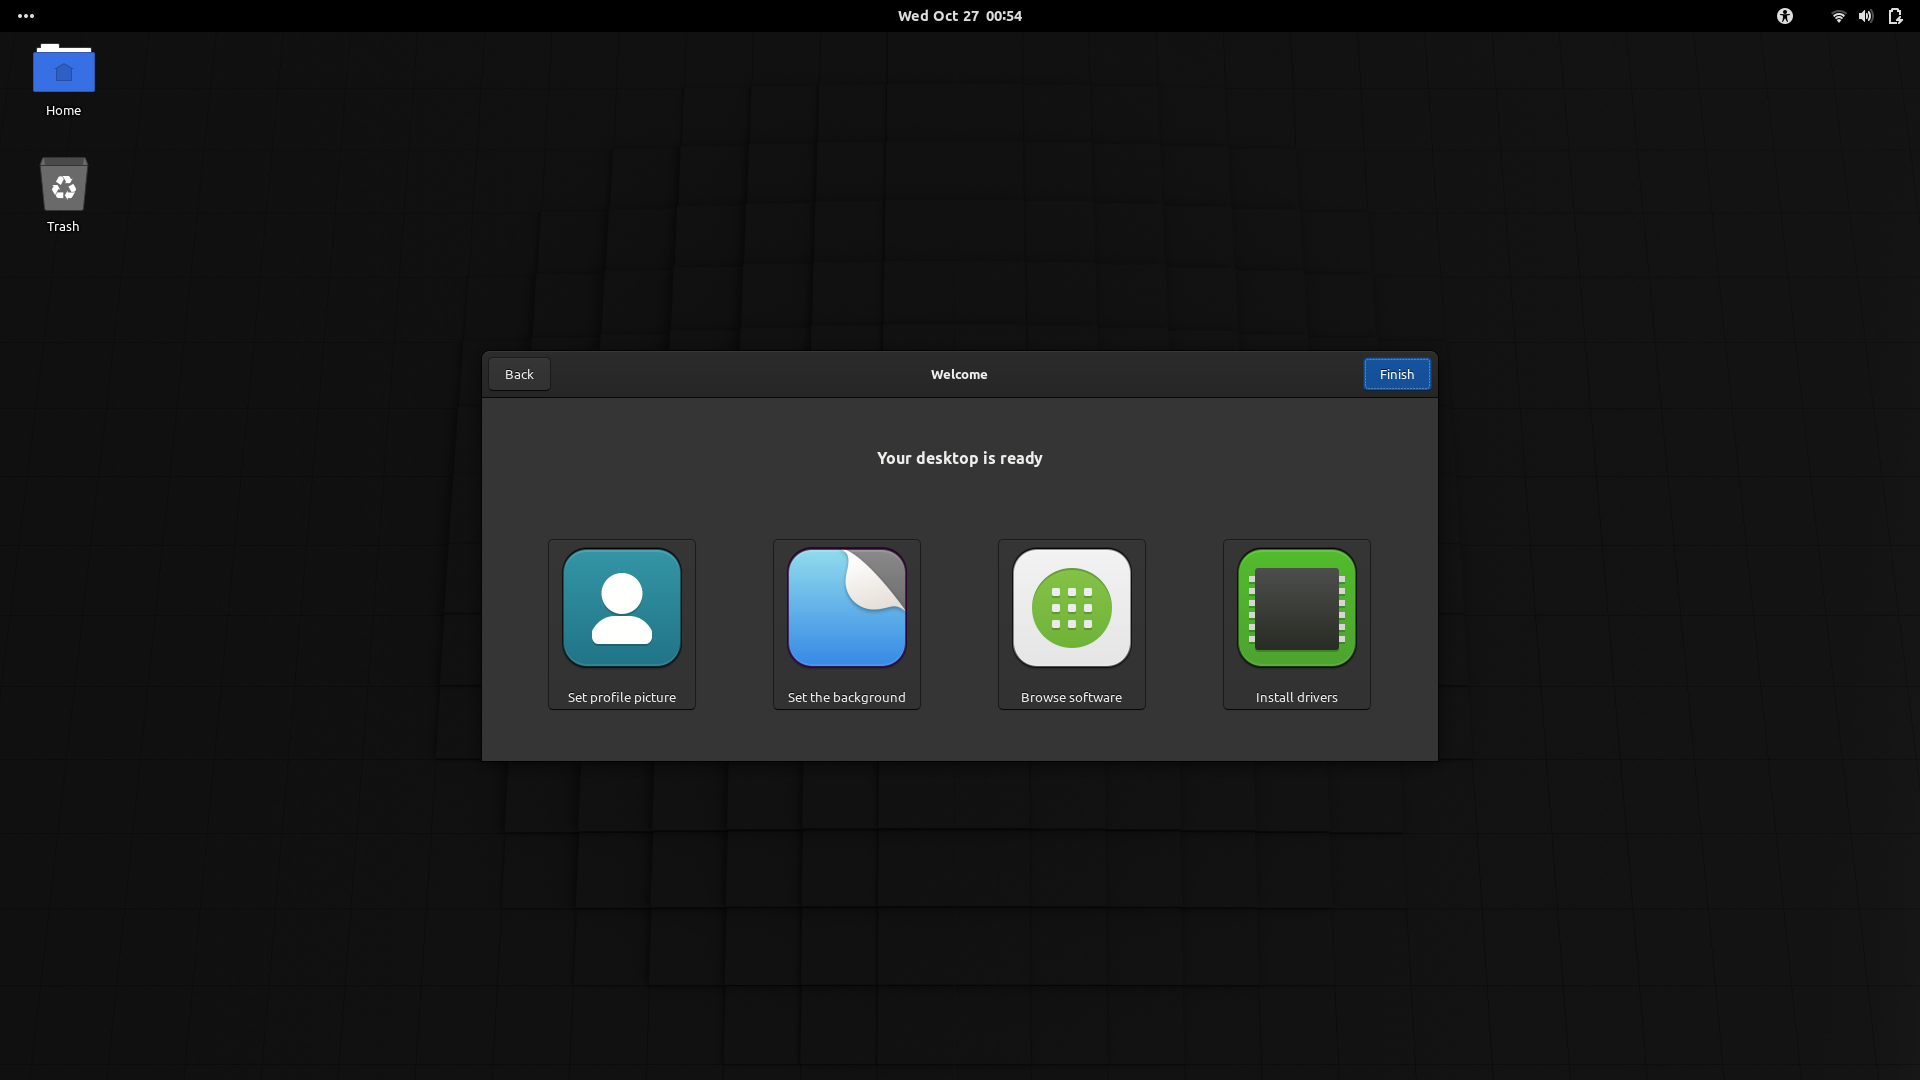 Wed Oct 27 00:54
Home
Trash
Back
Welcome
Finish
Your desktop is ready
Set profile picture
Set the background
Browse software
Install drivers